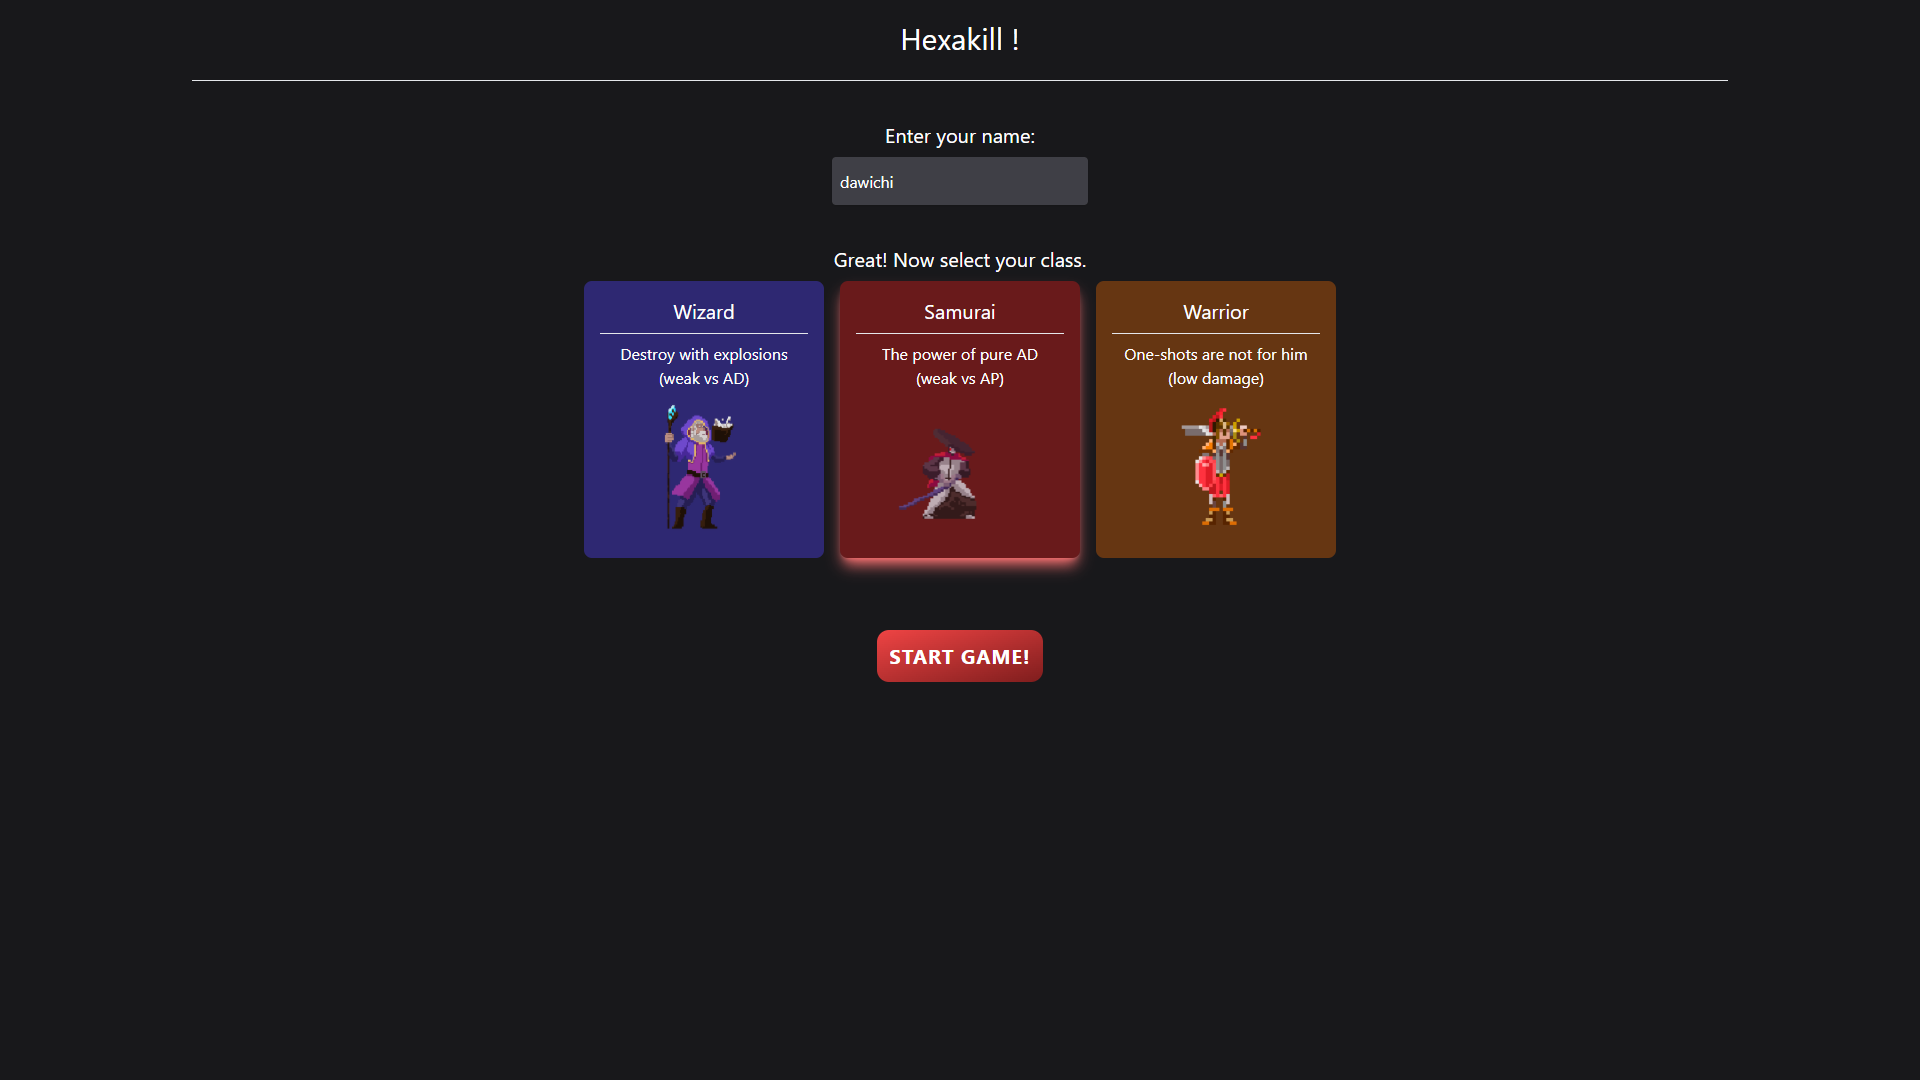 Hexakill !
Enter your name:
dawichi
Great! Now select your class.
Wizard
Destroy with explosions
(weak vs AD)
Samurai
The power of pure AD
(weak vs AP)
Warrior
One-shots are not for him
(low damage)
START GAME!